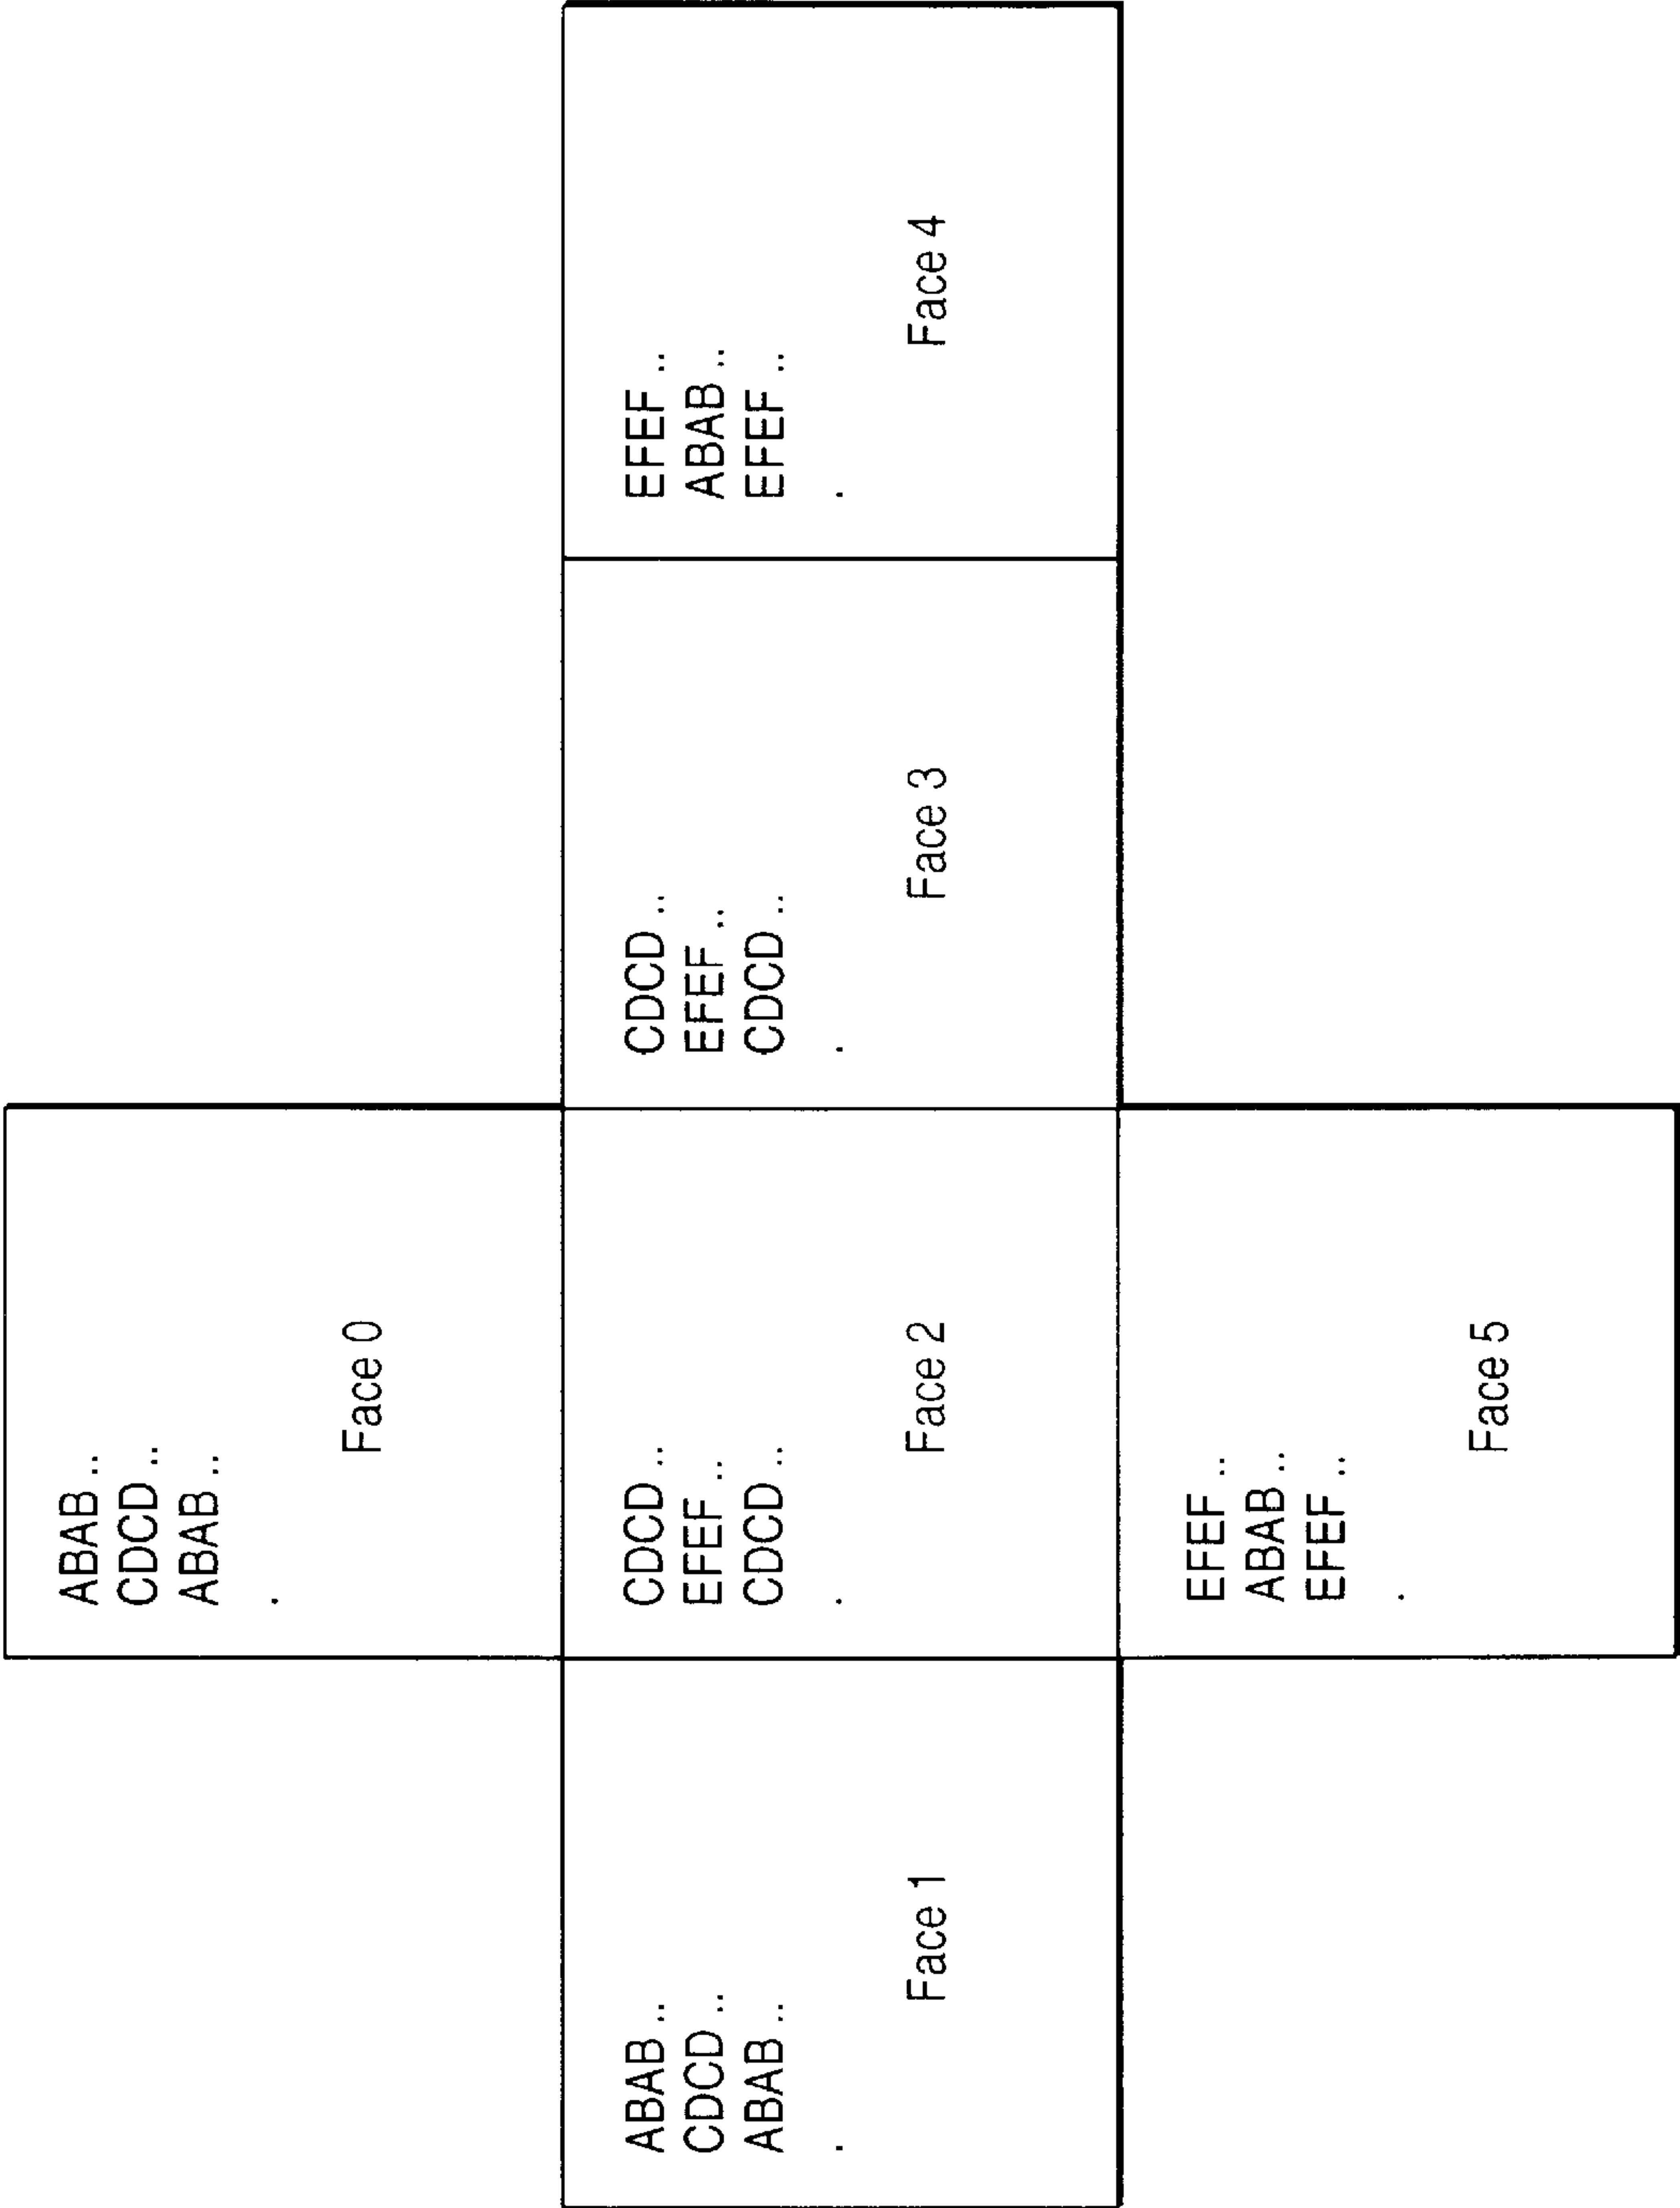 ABAB ..
CDCD ..
ABAB ..
.
Face 0
ABAB ..
CDCD ..
ABAB ..
.
Face 1
CDCD ..
EFEF ..
CDCD ..
.
Face 2
CDCD ..
EFEF ..
CDCD ..
.
Face 3
EFEF ..
ABAB ..
EFEF ..
.
Face 4
EFEF ..
ABAB ..
EFEF ..
.
Face 5